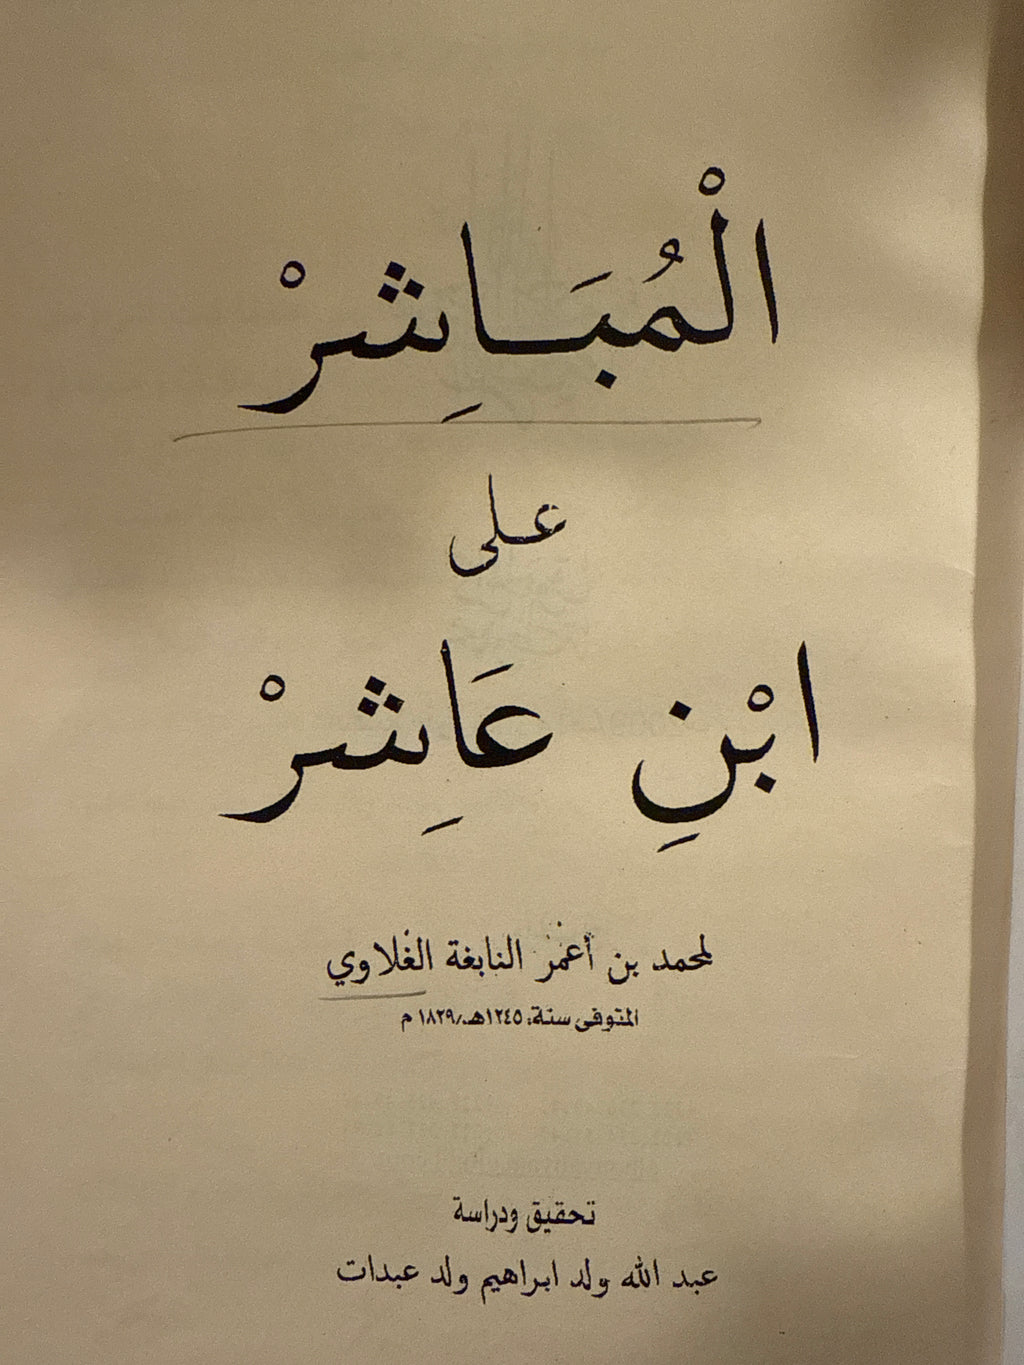 الْمُبَاشِرْ
على
ابْنِ عَاشِرْ
لمحمد بن أعمر النابغة الغلاوي
المتوفى سنة: ١٢٤٥هـ/١٨٢٩ م
تحقيق ودراسة
عبد الله ولد ابراهيم ولد عبدات